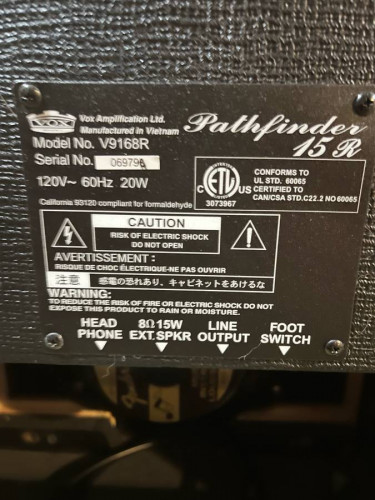 VOX
Vox Amplification Ltd.
Manufactured in Vietnam
Pathfinder
15 R
Model No. V9168R
Serial No. 069796
120V~ 60Hz 20W
California 93120 compliant for formaldehyde
C ETL US
3073967
CONFORMS TO
UL STD. 60065
CERTIFIED TO
CAN/CSA STD.C22.2 NO 60065
CAUTION
RISK OF ELECTRIC SHOCK
DO NOT OPEN
AVERTISSEMENT :
RISQUE DE CHOC ÉLECTRIQUE-NE PAS OUVRIR
注意 感電の恐れあり、キャビネットをあけるな
WARNING:
TO REDUCE THE RISK OF FIRE OR ELECTRIC SHOCK DO NOT
EXPOSE THIS PRODUCT TO RAIN OR MOISTURE.
HEAD PHONE
8Ω15W EXT.SPKR
LINE OUTPUT
FOOT SWITCH